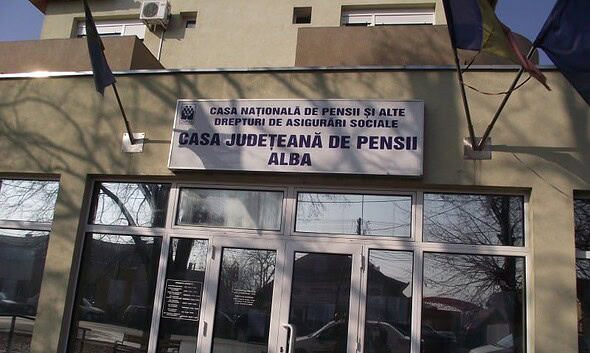 CASA NAȚIONALĂ DE PENSII ȘI ALTE
DREPTURI DE ASIGURĂRI SOCIALE
CASA JUDEȚEANĂ DE PENSII
ALBA